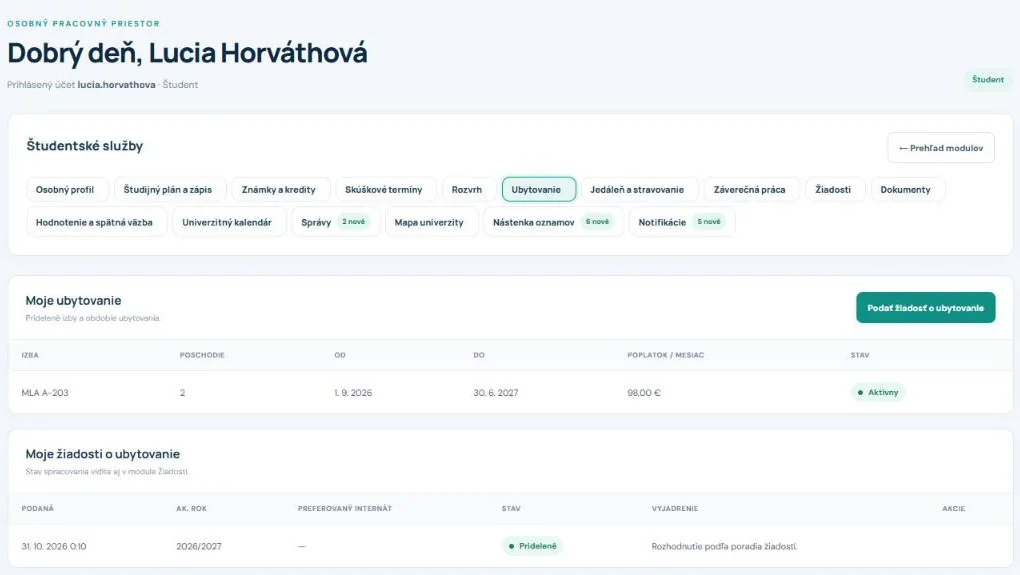 OSOBNÝ PRACOVNÝ PRIESTOR
Dobrý deň, Lucia Horváthová
Prihlásený účet lucia.horvathova · Študent
Študent
Študentské služby
← Prehľad modulov
Osobný profil
Študijný plán a zápis
Známky a kredity
Skúškové termíny
Rozvrh
Ubytovanie
Jedáleň a stravovanie
Záverečná práca
Žiadosti
Dokumenty
Hodnotenie a spätná väzba
Univerzitný kalendár
Správy 2 nové
Mapa univerzity
Nástenka oznamov 6 nové
Notifikácie 5 nové
Moje ubytovanie
Pridelené izby a obdobie ubytovania.
Podať žiadosť o ubytovanie
IZBA POSCHODIE OD DO POPLATOK / MESIAC STAV
MLA A-203 2 1. 9. 2026 30. 6. 2027 98,00 € Aktívny
Moje žiadosti o ubytovanie
Stav spracovania vidíte aj v module Žiadosti.
PODANÁ AK. ROK PREFEROVANÝ INTERNÁT STAV VYJADRENIE AKCIE
31. 10. 2026 0:10 2026/2027 — Pridelené Rozhodnutie podľa poradia žiadostí.